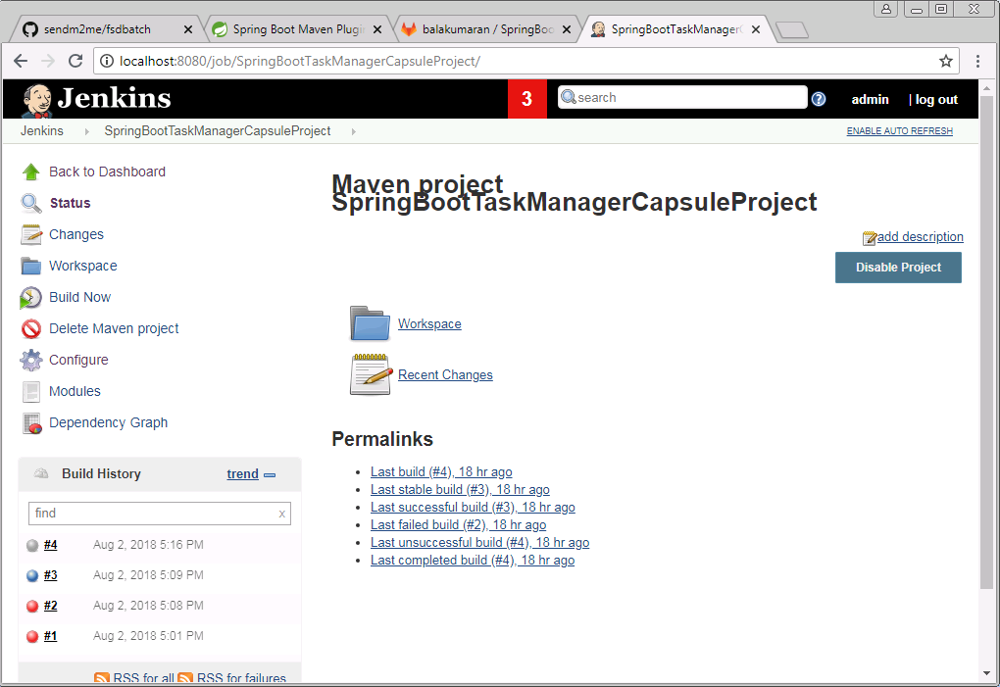 sendm2me/fsdbatch
Spring Boot Maven Plugi
balakumaran / SpringBoo
SpringBootTaskManager
localhost:8080/job/SpringBootTaskManagerCapsuleProject/
Jenkins
3
search
?
admin
| log out
Jenkins
SpringBootTaskManagerCapsuleProject
ENABLE AUTO REFRESH
Back to Dashboard
Status
Changes
Workspace
Build Now
Delete Maven project
Configure
Modules
Dependency Graph
Build History
trend
find
x
#4 Aug 2, 2018 5:16 PM
#3 Aug 2, 2018 5:09 PM
#2 Aug 2, 2018 5:08 PM
#1 Aug 2, 2018 5:01 PM
RSS for all RSS for failures
Maven project
SpringBootTaskManagerCapsuleProject
add description
Disable Project
Workspace
Recent Changes
Permalinks
Last build (#4), 18 hr ago
Last stable build (#3), 18 hr ago
Last successful build (#3), 18 hr ago
Last failed build (#2), 18 hr ago
Last unsuccessful build (#4), 18 hr ago
Last completed build (#4), 18 hr ago